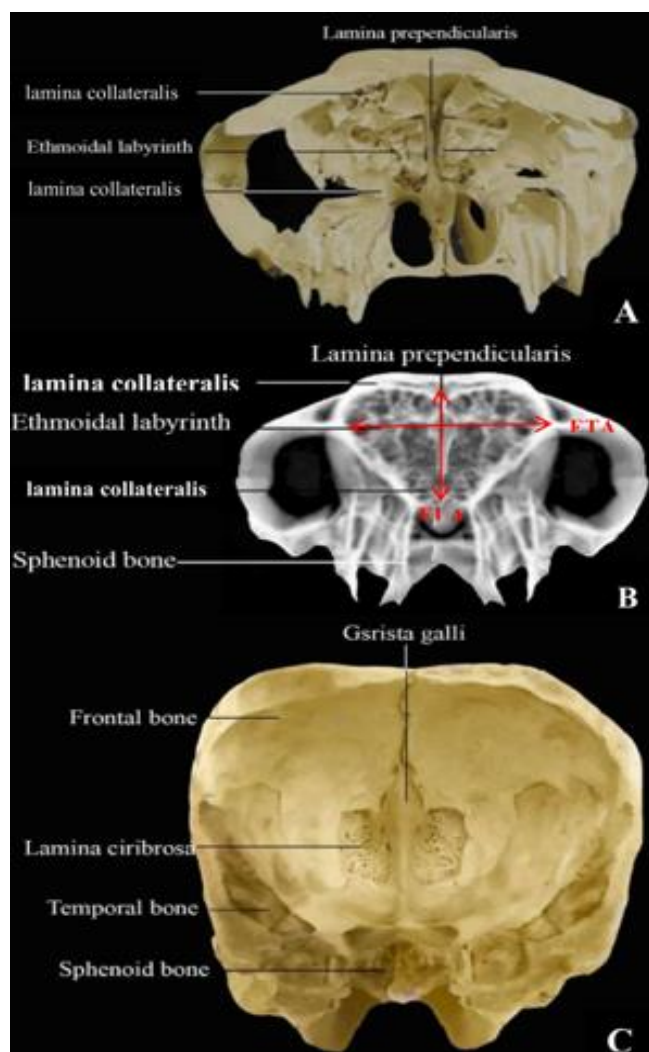 Lamina prependicularis
lamina collateralis
Ethmoidal labyrinth
lamina collateralis
A
Lamina prependicularis
lamina collateralis
Ethmoidal labyrinth
ETA
lamina collateralis
ELA
Sphenoid bone
B
Gsrista galli
Frontal bone
Lamina ciribrosa
Temporal bone
Sphenoid bone
C